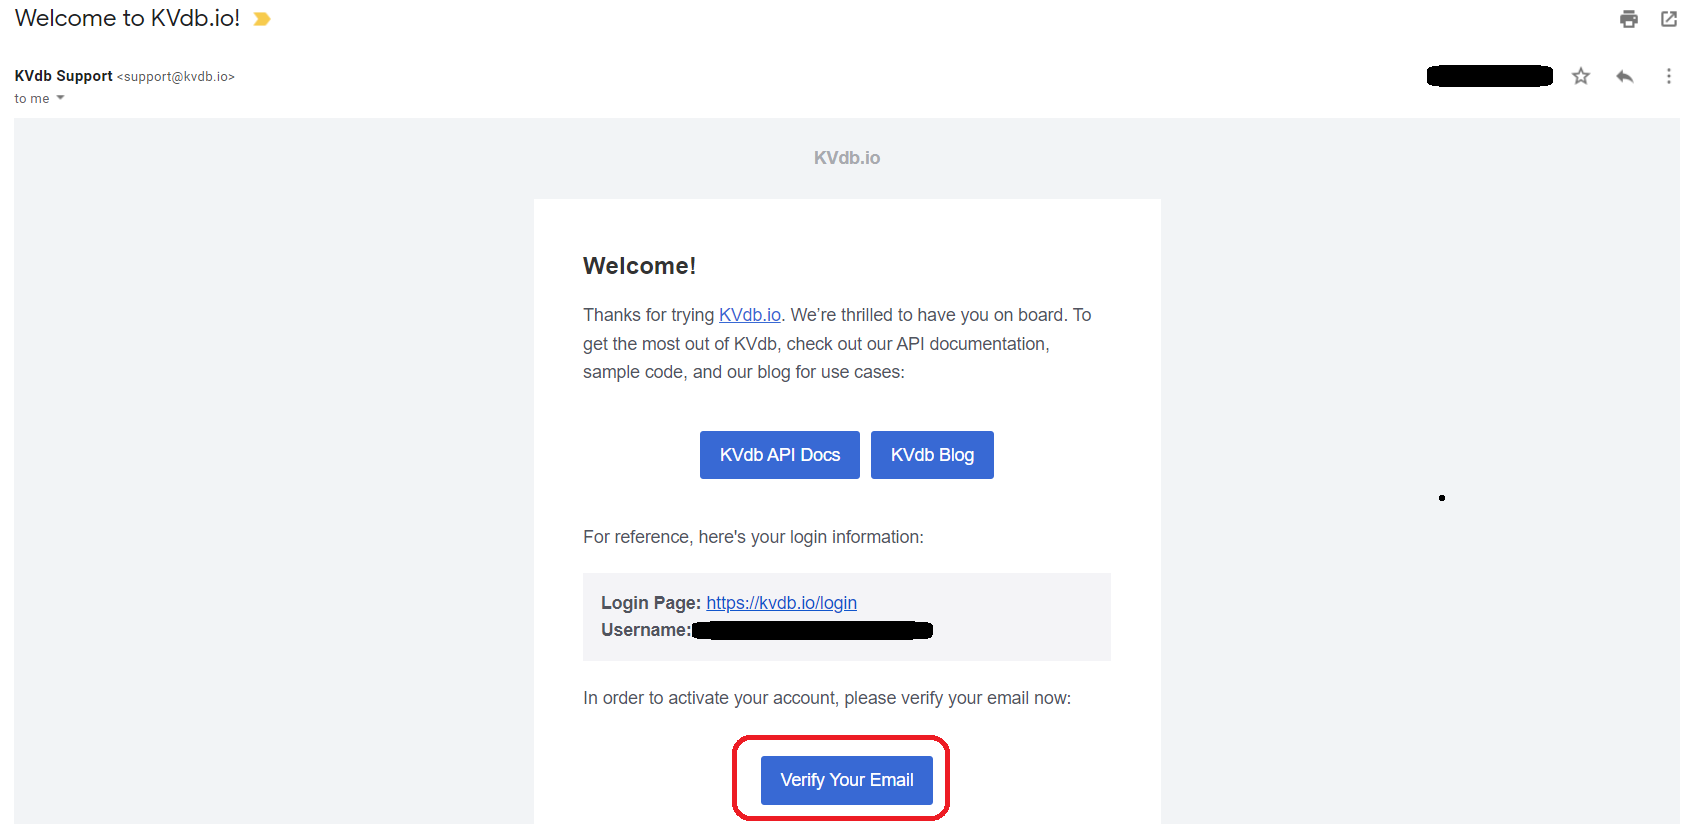 Welcome to KVdb.io!
KVdb Support <support@kvdb.io>
to me
KVdb.io
Welcome!
Thanks for trying KVdb.io. We’re thrilled to have you on board. To
get the most out of KVdb, check out our API documentation,
sample code, and our blog for use cases:
KVdb API Docs KVdb Blog
For reference, here's your login information:
Login Page: https://kvdb.io/login
Username:
In order to activate your account, please verify your email now:
Verify Your Email